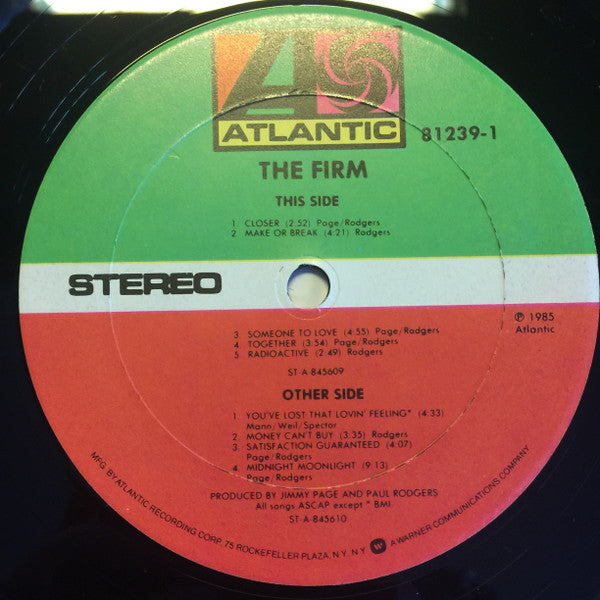 ATLANTIC
81239-1
THE FIRM
THIS SIDE
1 CLOSER (2:52) Page/Rodgers
2 MAKE OR BREAK (4:21) Rodgers
STEREO
3 SOMEONE TO LOVE (4:55) Page/Rodgers
4 TOGETHER (3:54) Page/Rodgers
5 RADIOACTIVE (2:49) Rodgers
℗ 1985
Atlantic
ST-A-845609
OTHER SIDE
1 YOU'VE LOST THAT LOVIN' FEELING* (4:33)
Mann/Weil/Spector
2 MONEY CAN'T BUY (3:35) Rodgers
3 SATISFACTION GUARANTEED (4:07)
Page/Rodgers
4 MIDNIGHT MOONLIGHT (9:13)
Page/Rodgers
PRODUCED BY JIMMY PAGE AND PAUL RODGERS
All songs ASCAP except * BMI
ST-A-845610
MFG. BY ATLANTIC RECORDING CORP. 75 ROCKEFELLER PLAZA, N.Y. N.Y. W A WARNER COMMUNICATIONS COMPANY